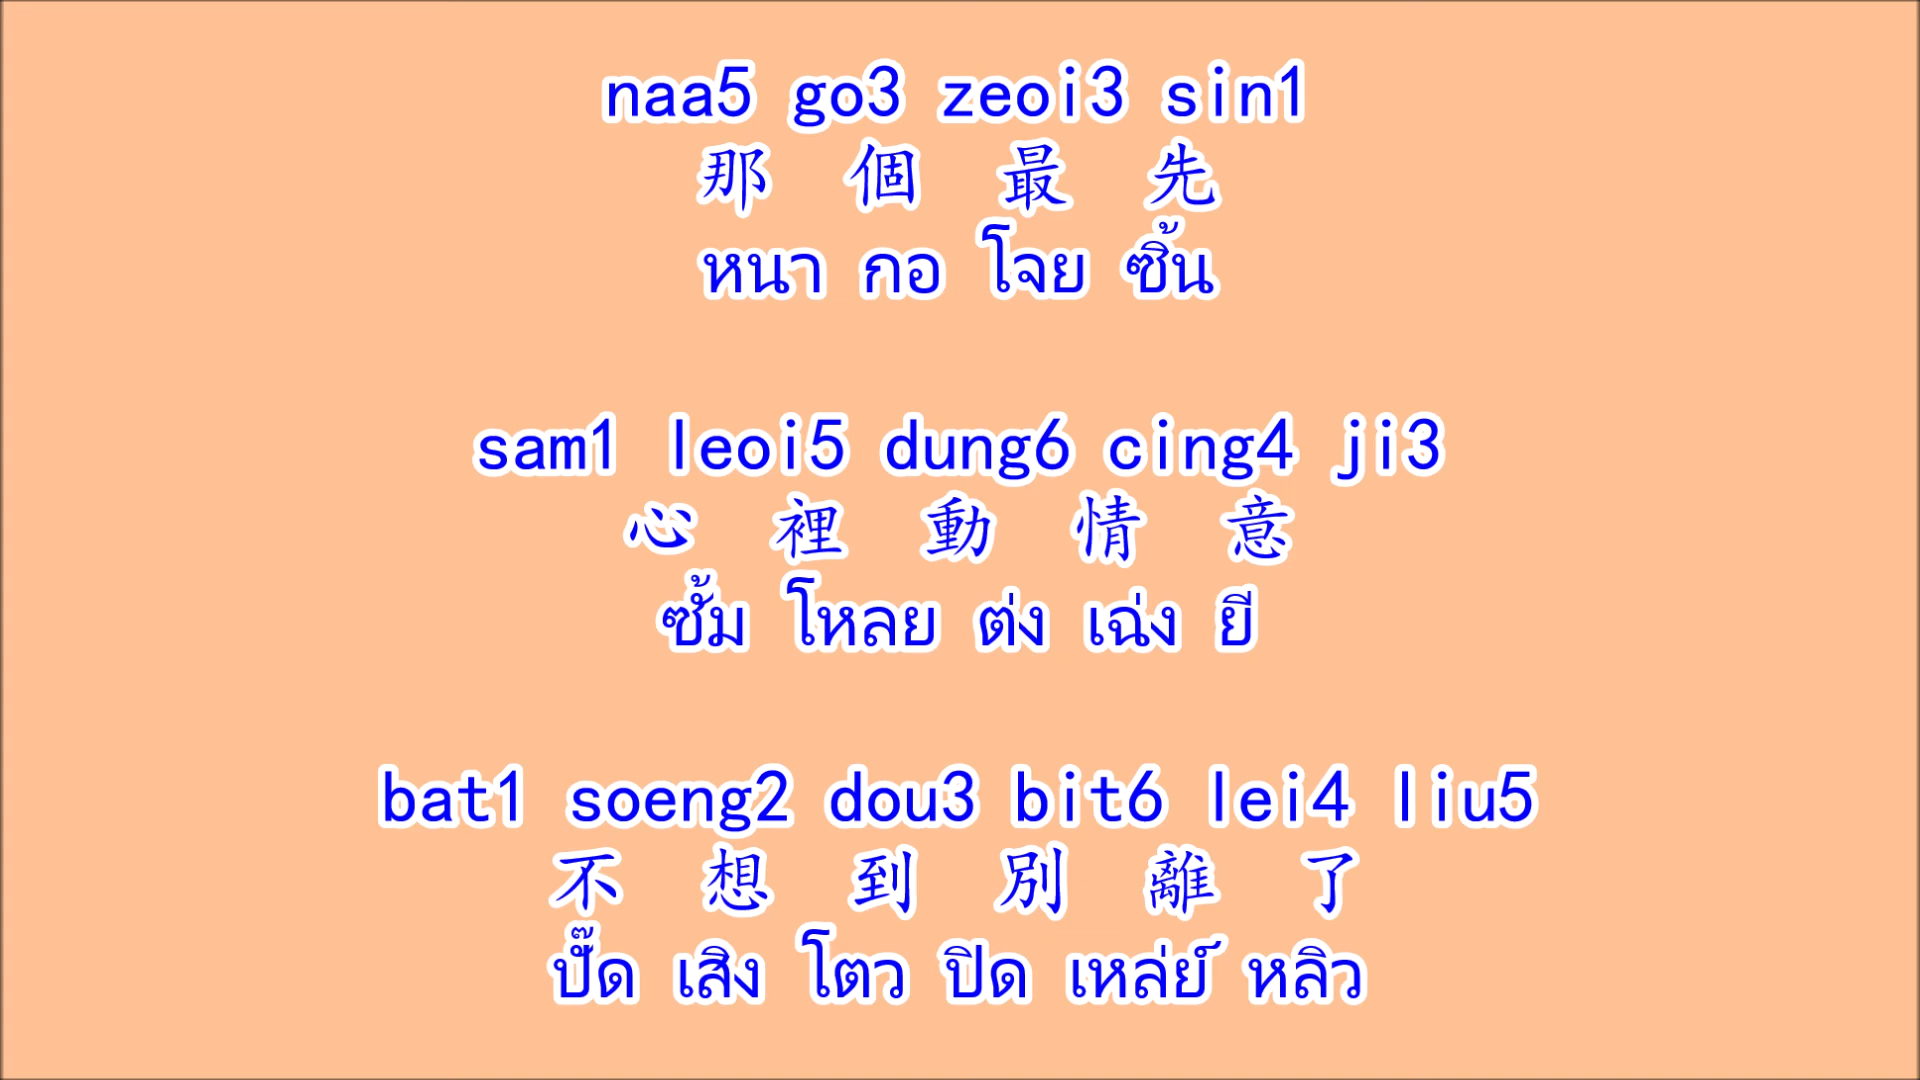 naa5 go3 zeoi3 sin1
那 個 最 先
หนา กอ โจย ซิ้น
sam1 leoi5 dung6 cing4 ji3
心 裡 動 情 意
ซั้ม โหลย ต่ง เฉ่ง ยี
bat1 soeng2 dou3 bit6 lei4 liu5
不 想 到 別 離 了
ปั๊ด เสิง โตว ปิด เหล่ย์ หลิว